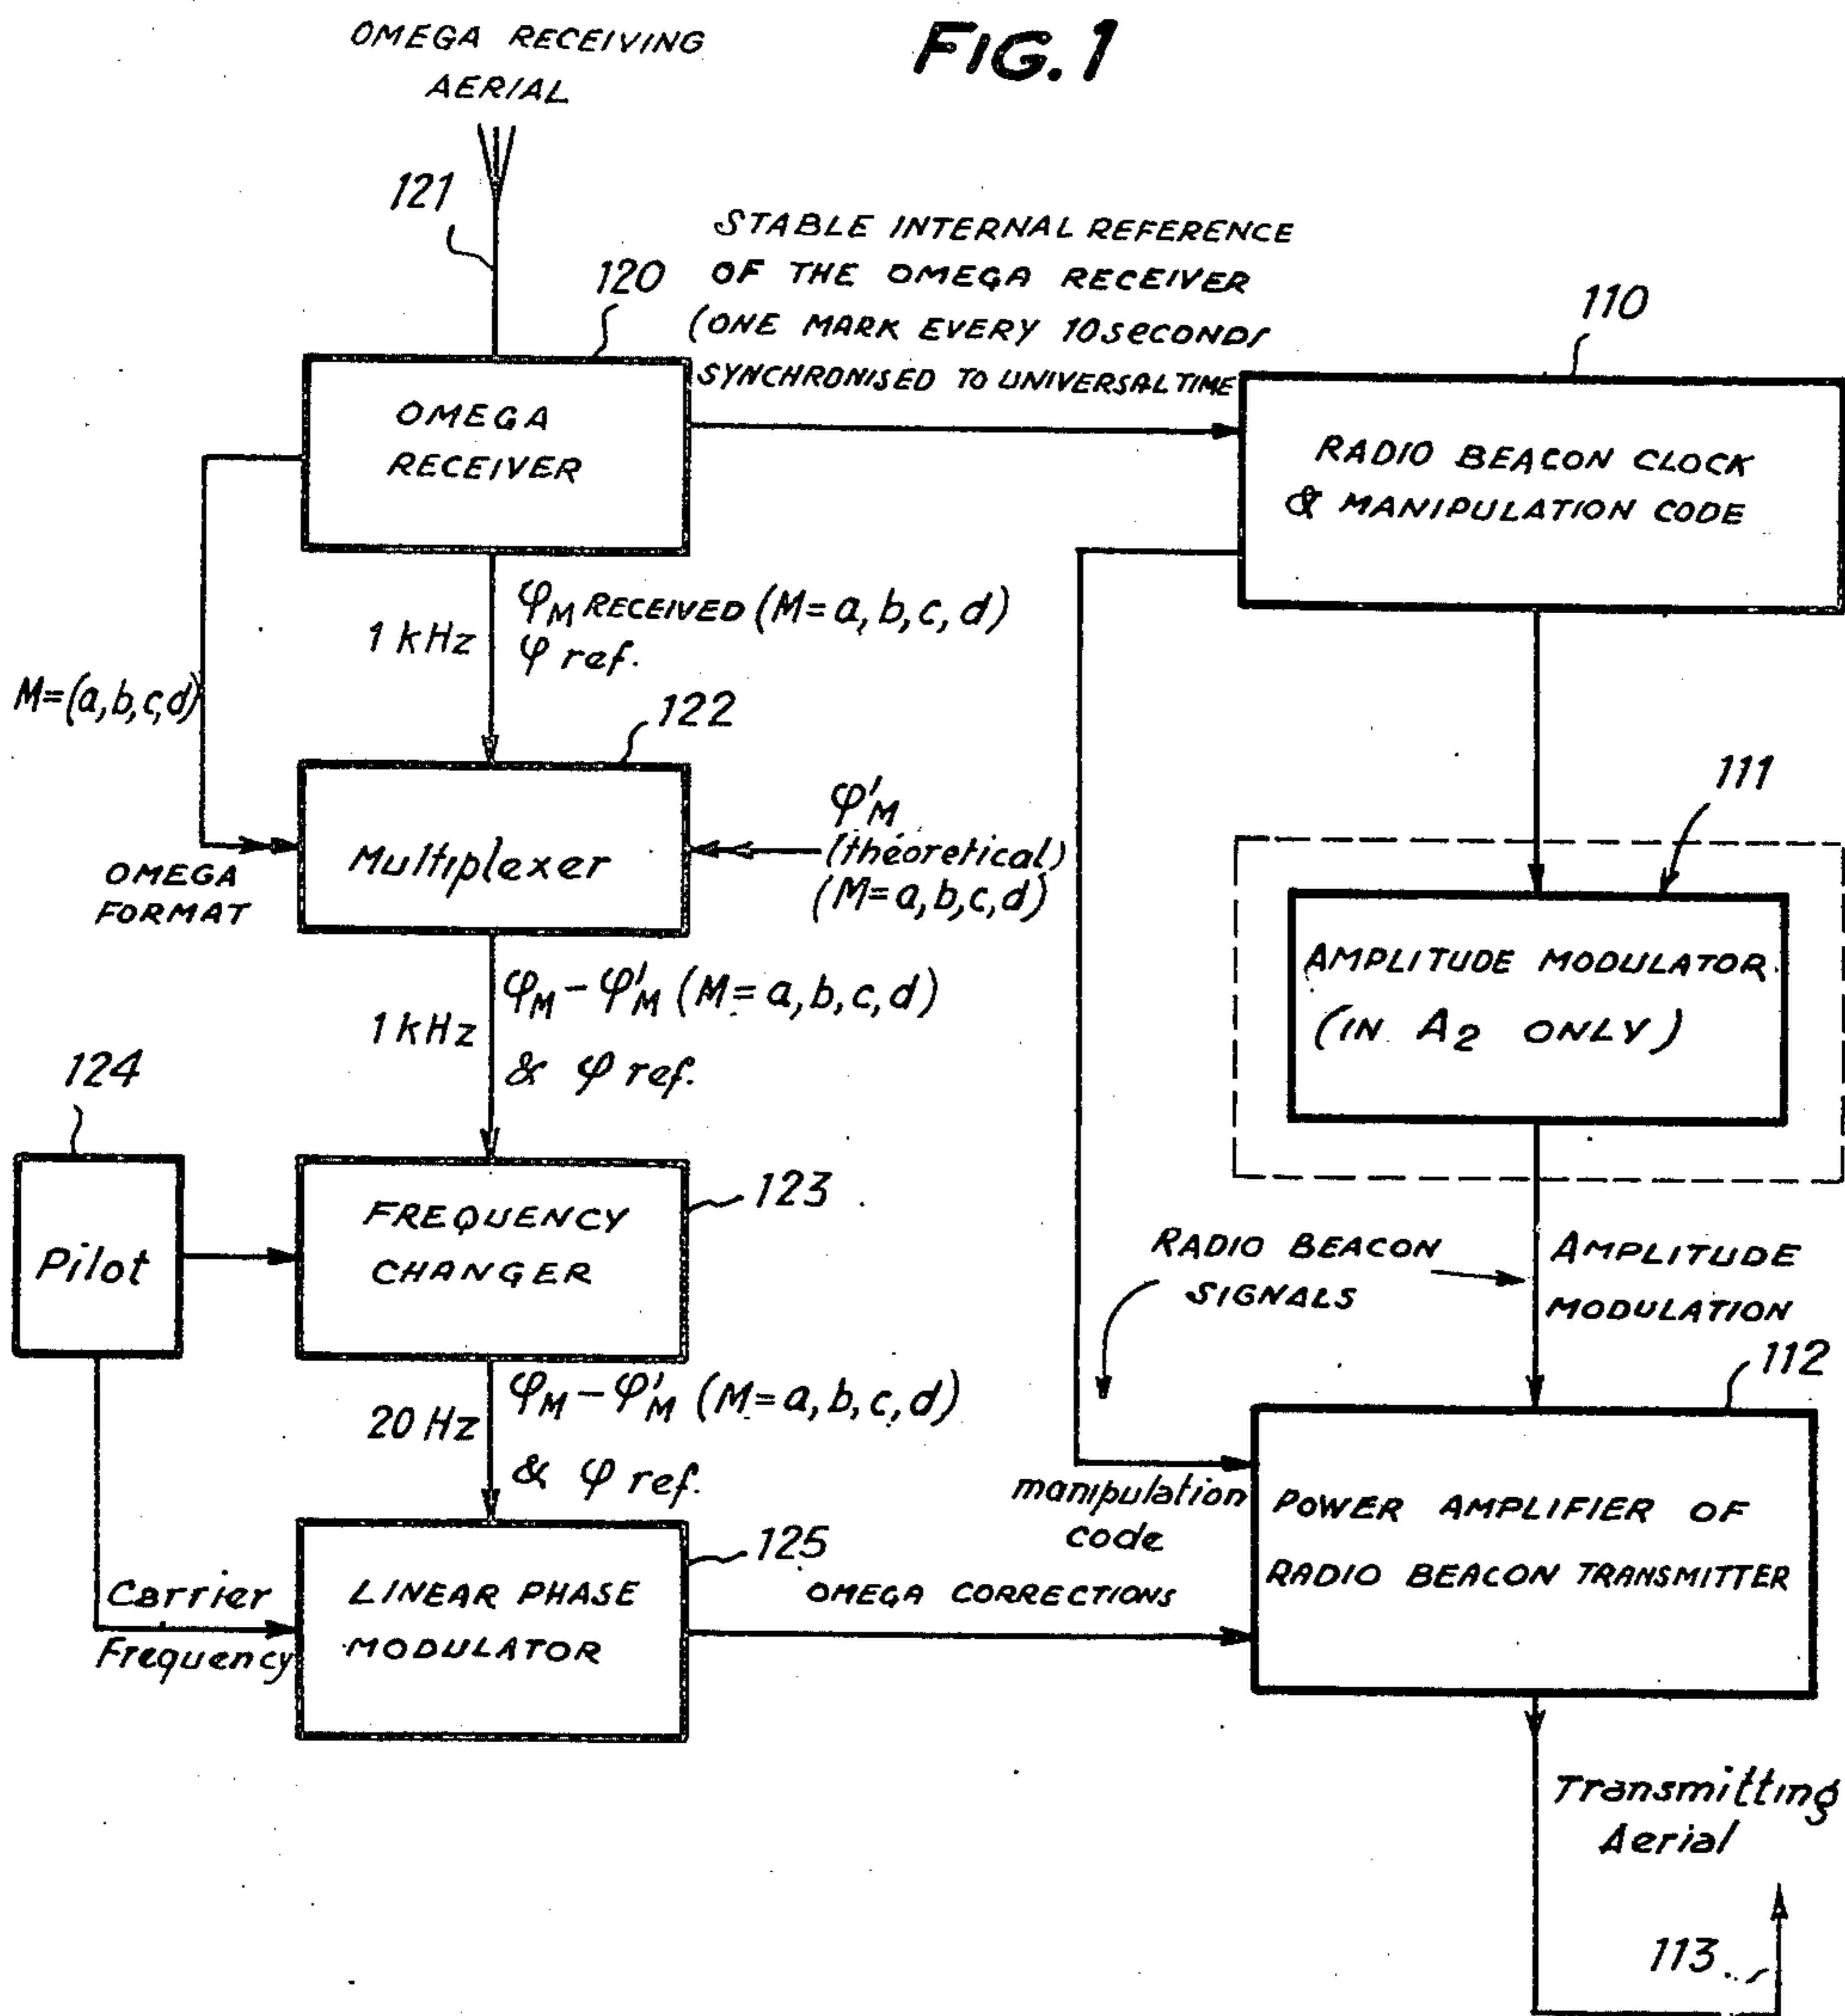 FIG.1
OMEGA RECEIVING
AERIAL
121
120
STABLE INTERNAL REFERENCE
OF THE OMEGA RECEIVER
(ONE MARK EVERY 10 seconds
SYNCHRONISED TO UNIVERSAL TIME
110
OMEGA
RECEIVER
RADIO BEACON CLOCK
& MANIPULATION CODE
φM RECEIVED (M=a,b,c,d)
1 kHz
φ ref.
M=(a,b,c,d)
122
111
φ'M
(théoretical)
(M=a,b,c,d)
Multiplexer
OMEGA
FORMAT
AMPLITUDE MODULATOR
(IN A2 ONLY)
φM-φ'M (M=a,b,c,d)
1 kHz
& φ ref.
124
123
Pilot
FREQUENCY
CHANGER
RADIO BEACON
SIGNALS
AMPLITUDE
MODULATION
112
φM-φ'M (M=a,b,c,d)
20 Hz
& φ ref.
manipulation
code
POWER AMPLIFIER OF
RADIO BEACON TRANSMITTER
125
Carrier
Frequency
LINEAR PHASE
MODULATOR
OMEGA CORRECTIONS
Transmitting
Aerial
113